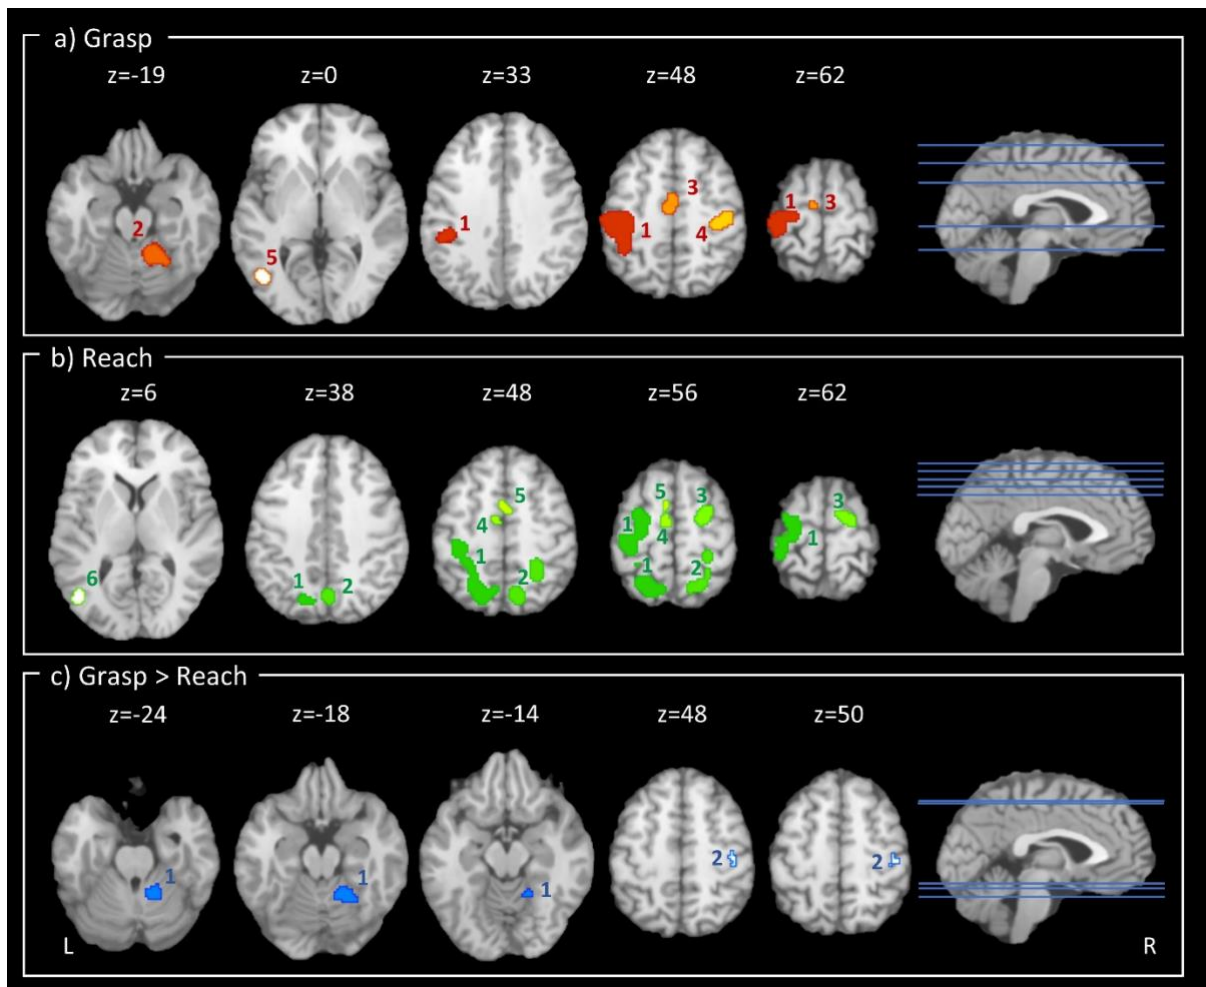 a) Grasp
z=-19 z=0 z=33 z=48 z=62
2 5 1 1 3 4 1 3
b) Reach
z=6 z=38 z=48 z=56 z=62
6 1 2 5 4 1 2 5 3 1 4 1 2 3 1
c) Grasp > Reach
z=-24 z=-18 z=-14 z=48 z=50
1 1 1 2 2
L R